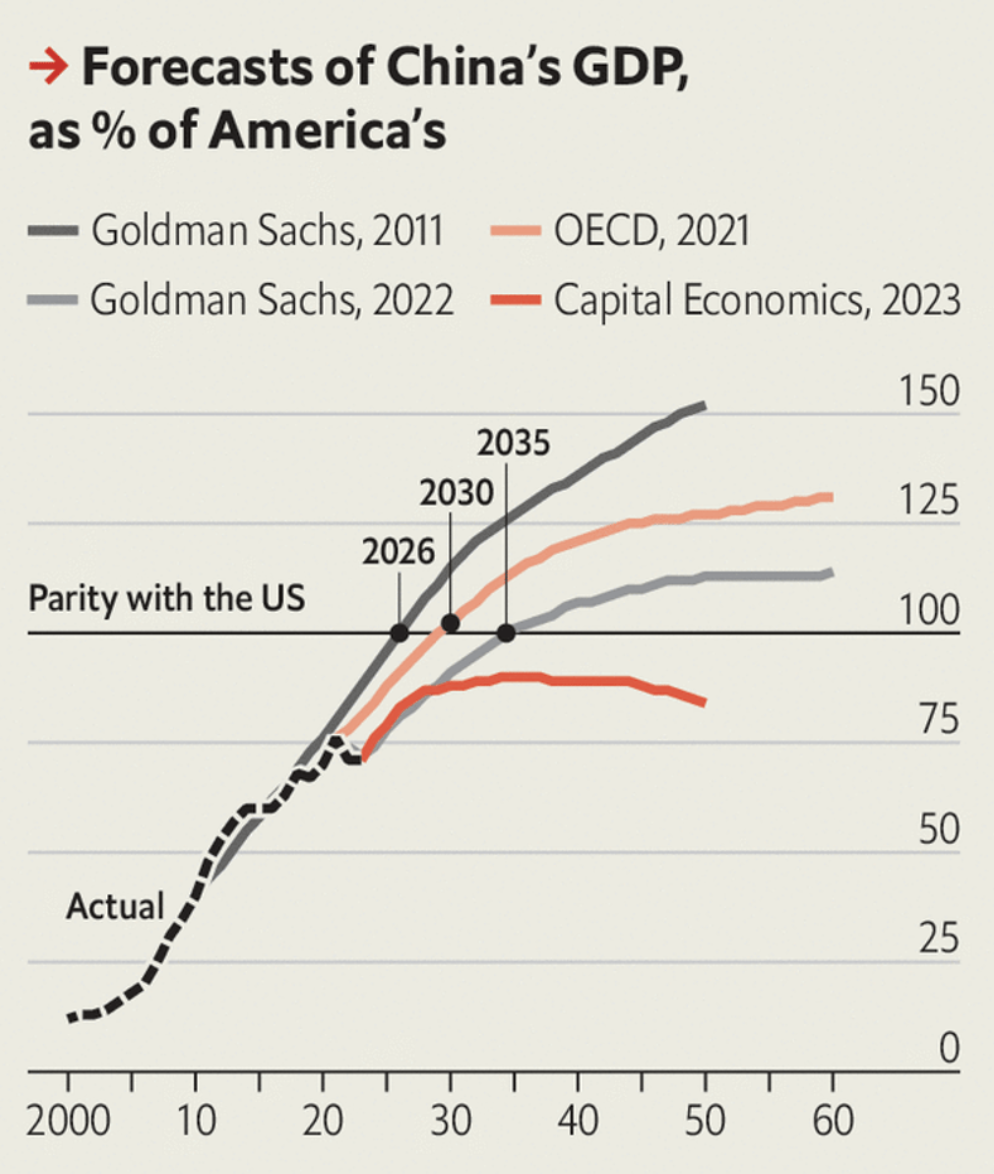 → Forecasts of China’s GDP,
as % of America’s
Goldman Sachs, 2011
OECD, 2021
Goldman Sachs, 2022
Capital Economics, 2023
150
2035
2030
125
2026
Parity with the US
100
75
50
Actual
25
0
2000 10 20 30 40 50 60